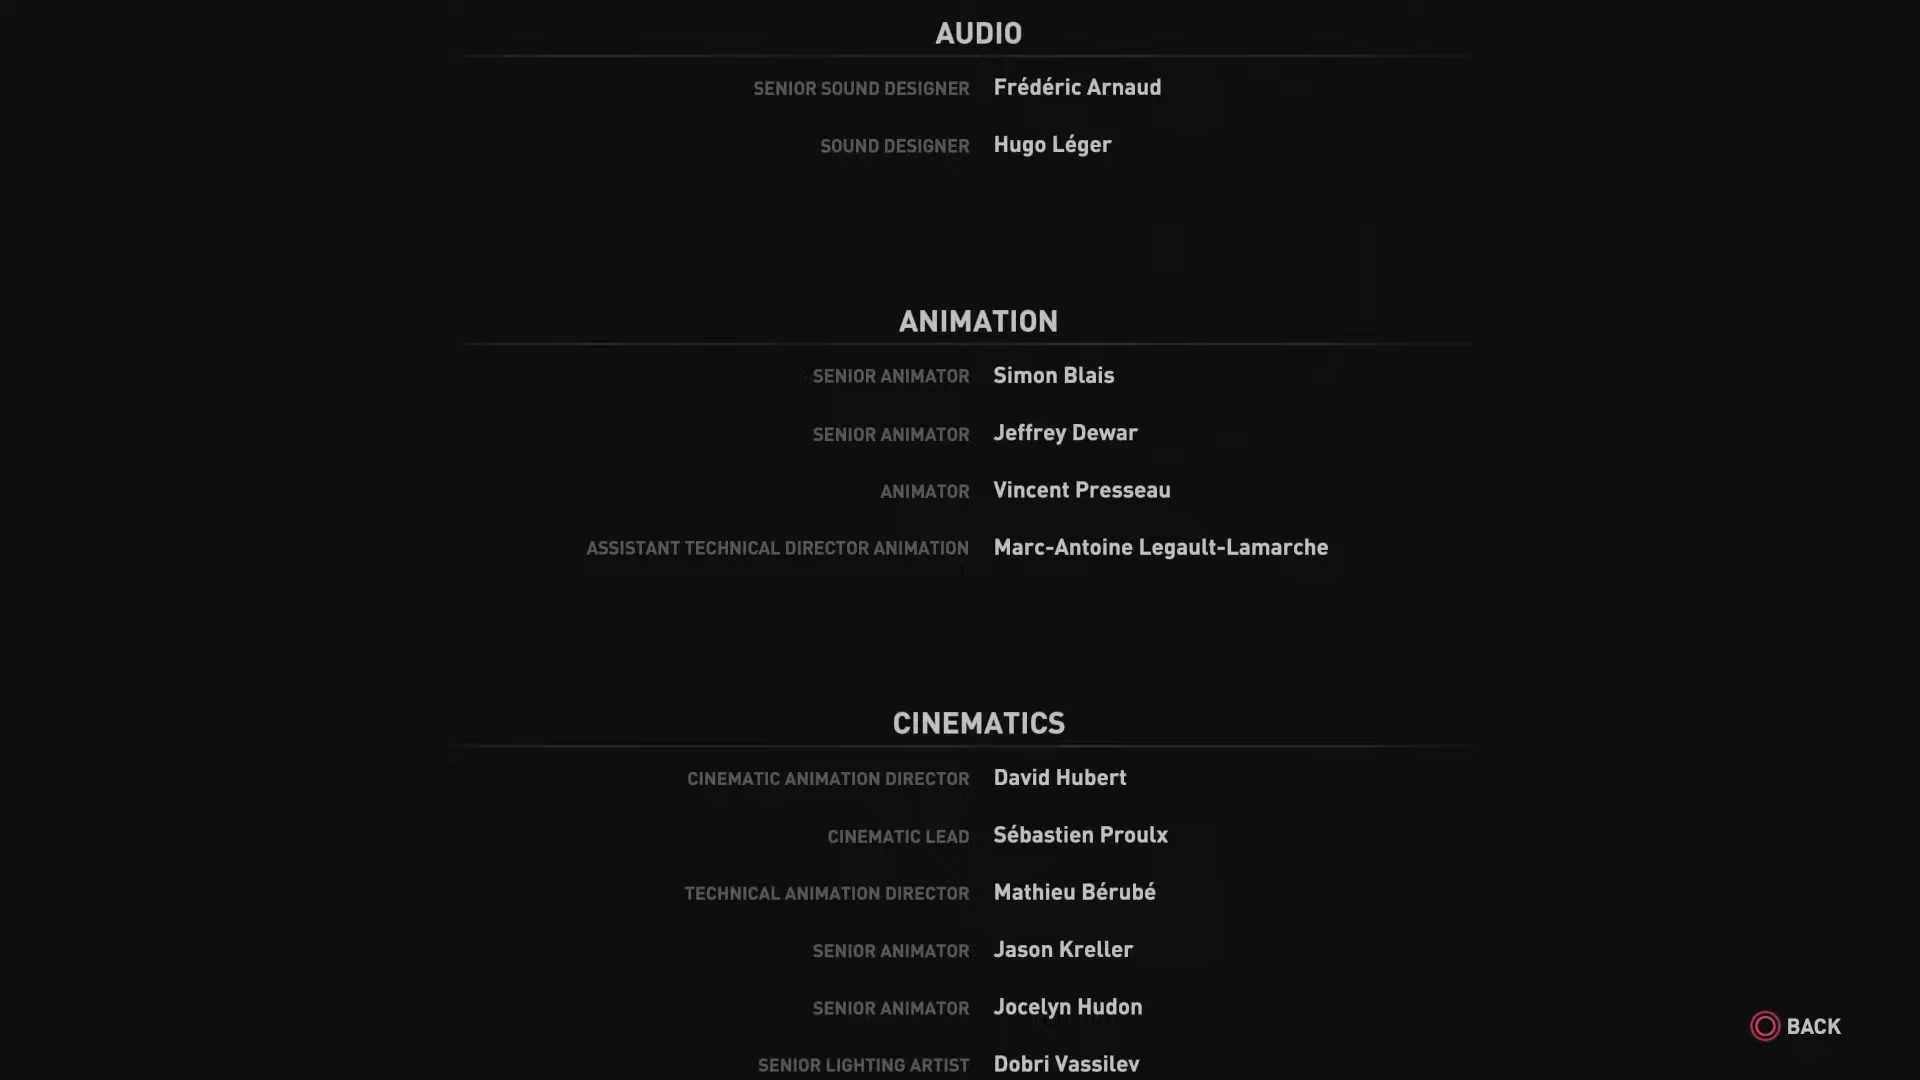 AUDIO
SENIOR SOUND DESIGNER Frédéric Arnaud
SOUND DESIGNER Hugo Léger
ANIMATION
SENIOR ANIMATOR Simon Blais
SENIOR ANIMATOR Jeffrey Dewar
ANIMATOR Vincent Presseau
ASSISTANT TECHNICAL DIRECTOR ANIMATION Marc-Antoine Legault-Lamarche
CINEMATICS
CINEMATIC ANIMATION DIRECTOR David Hubert
CINEMATIC LEAD Sébastien Proulx
TECHNICAL ANIMATION DIRECTOR Mathieu Bérubé
SENIOR ANIMATOR Jason Kreller
SENIOR ANIMATOR Jocelyn Hudon
BACK
SENIOR LIGHTING ARTIST Dobri Vassilev